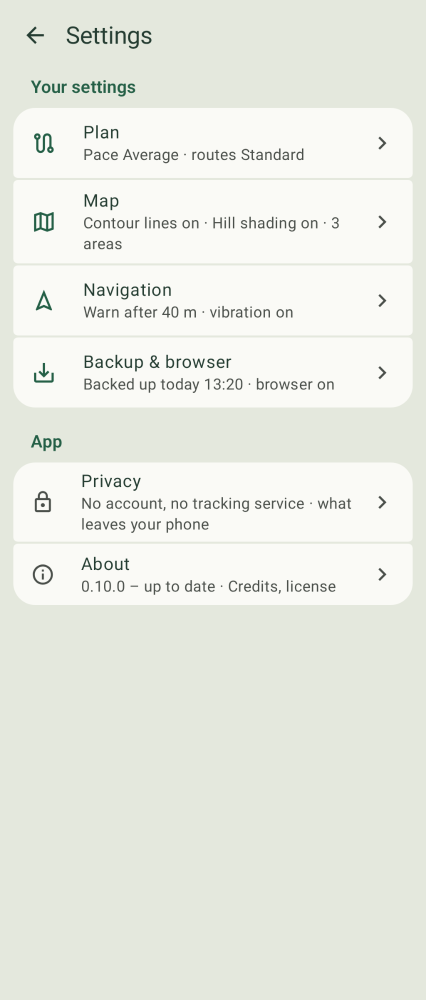 Settings
Your settings
Plan
Pace Average · routes Standard
Map
Contour lines on · Hill shading on · 3
areas
Navigation
Warn after 40 m · vibration on
Backup & browser
Backed up today 13:20 · browser on
App
Privacy
No account, no tracking service · what
leaves your phone
About
0.10.0 – up to date · Credits, license